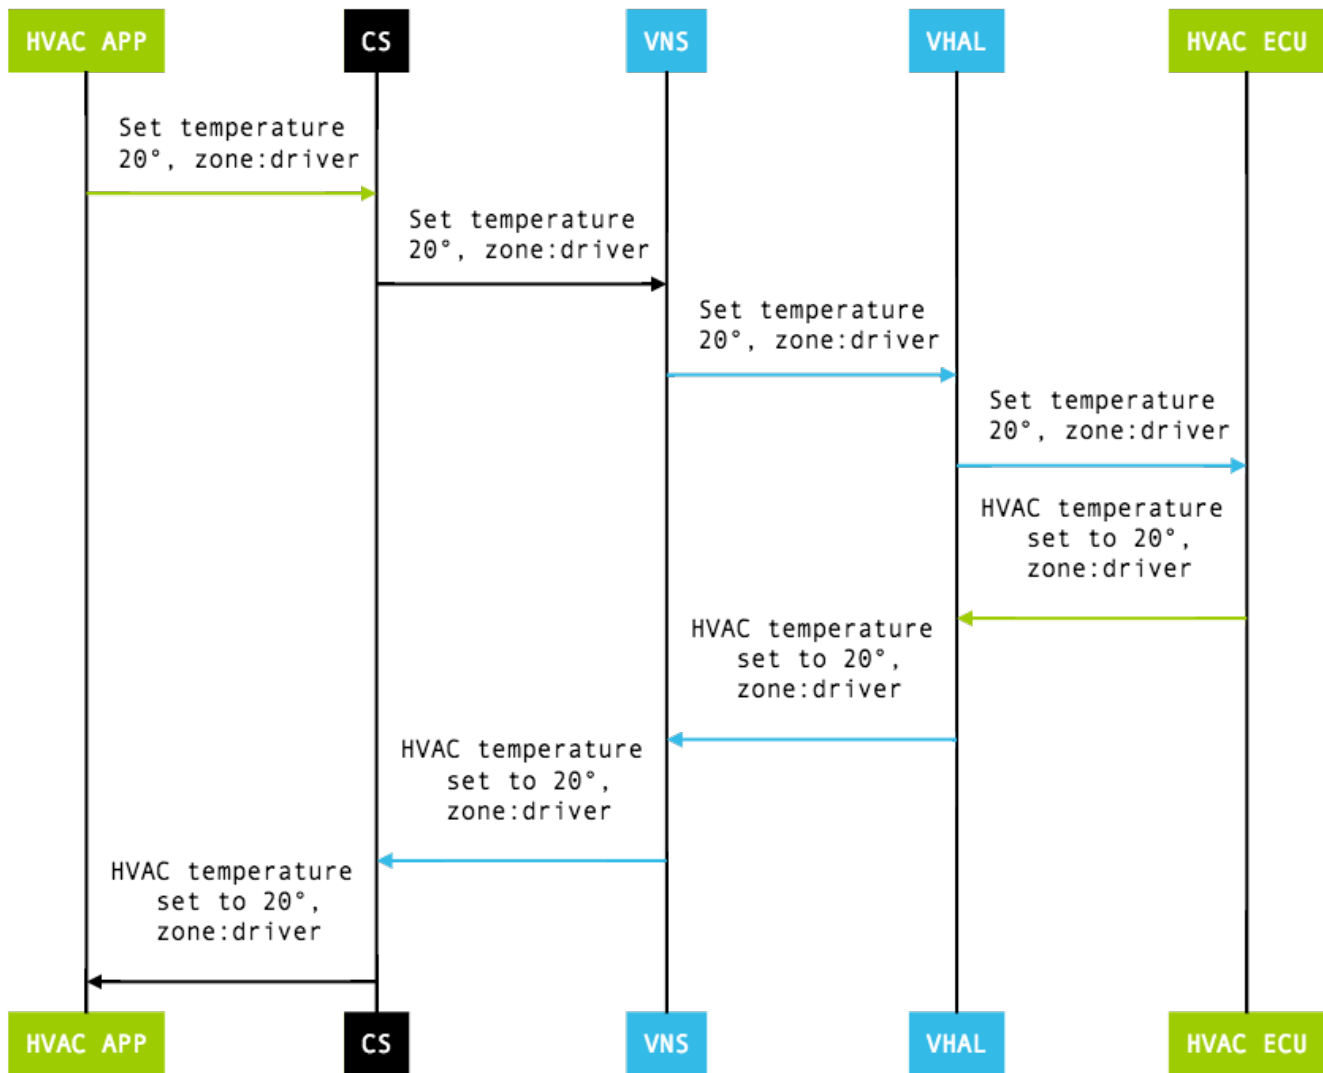 HVAC APP
CS
VNS
VHAL
HVAC ECU
Set temperature
20°, zone:driver
Set temperature
20°, zone:driver
Set temperature
20°, zone:driver
Set temperature
20°, zone:driver
HVAC temperature
set to 20°,
zone:driver
HVAC temperature
set to 20°,
zone:driver
HVAC temperature
set to 20°,
zone:driver
HVAC temperature
set to 20°,
zone:driver
HVAC APP
CS
VNS
VHAL
HVAC ECU